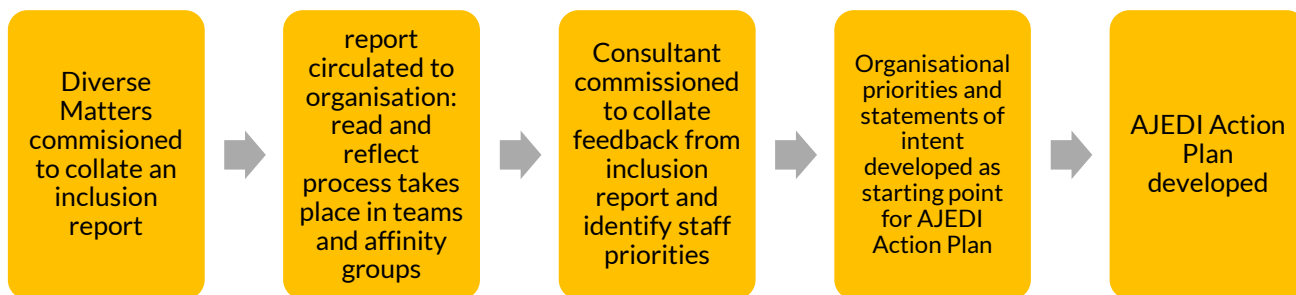 Diverse
Matters
commisioned
to collate an
inclusion
report
report
circulated to
organisation:
read and
reflect
process takes
place in teams
and affinity
groups
Consultant
commissioned
to collate
feedback from
inclusion
report and
identify staff
priorities
Organisational
priorities and
statements of
intent
developed as
starting point
for AJEDI
Action Plan
AJEDI Action
Plan
developed